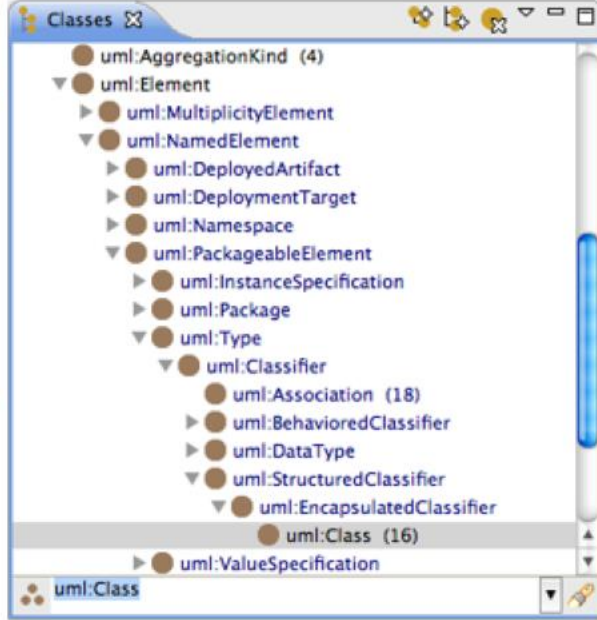 Classes
uml:AggregationKind (4)
uml:Element
uml:MultiplicityElement
uml:NamedElement
uml:DeployedArtifact
uml:DeploymentTarget
uml:Namespace
uml:PackageableElement
uml:InstanceSpecification
uml:Package
uml:Type
uml:Classifier
uml:Association (18)
uml:BehavioredClassifier
uml:DataType
uml:StructuredClassifier
uml:EncapsulatedClassifier
uml:Class (16)
uml:ValueSpecification
uml:Class